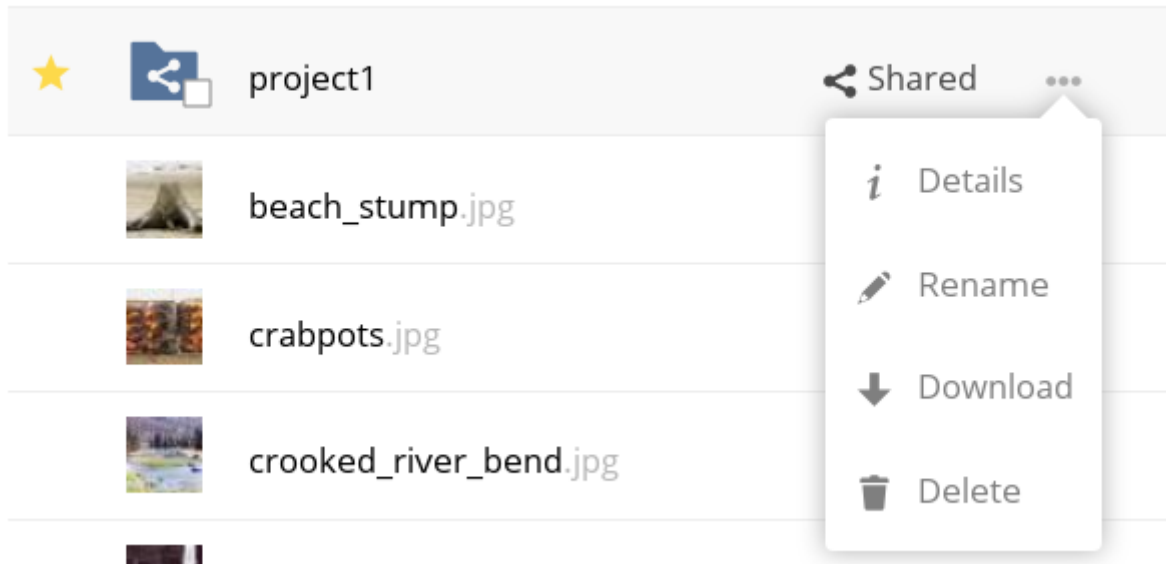 project1 Shared
Details
beach_stump.jpg
Rename
crabpots.jpg
Download
crooked_river_bend.jpg
Delete